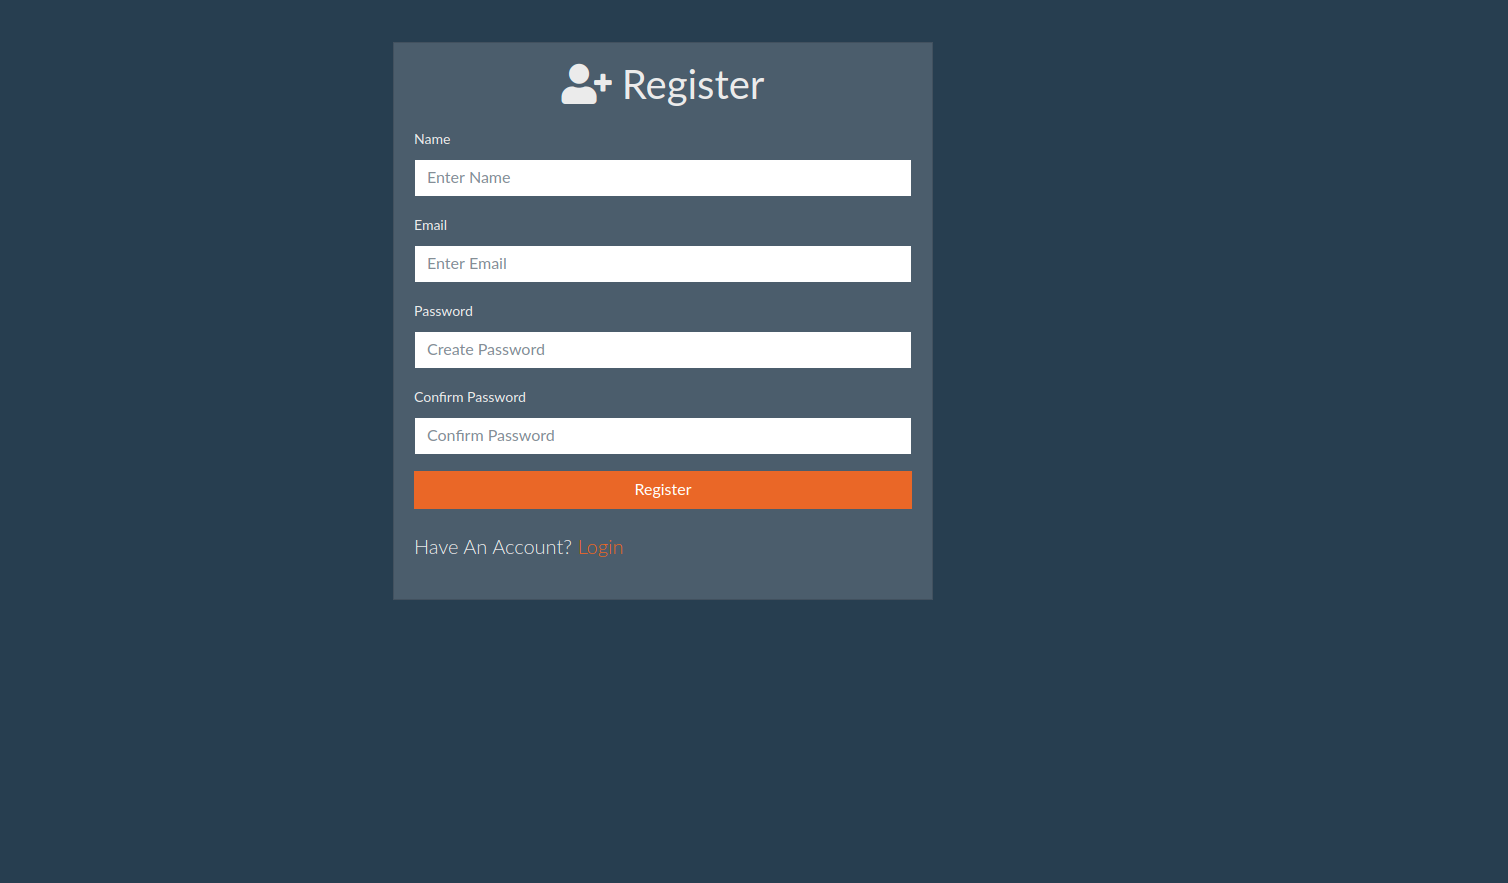 Register
Name
Enter Name
Email
Enter Email
Password
Create Password
Confirm Password
Confirm Password
Register
Have An Account? Login